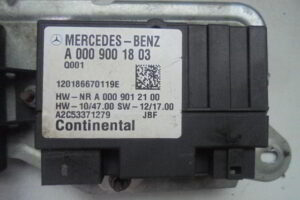 MERCEDES-BENZ
A 000 900 18 03
Q001
120186670119E
HW-NR A 000 901 21 00
HW-10/47.00 SW-12/17.00
A2C53371279 JBF
Continental